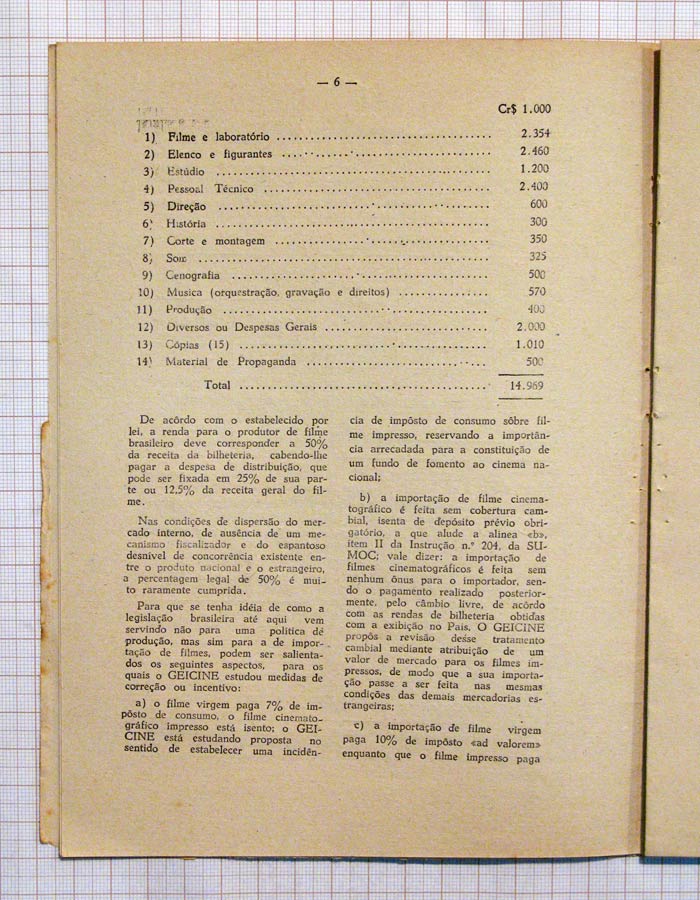 — 6 —
Cr$ 1.000
1) Filme e laboratório ........................................ 2.354
2) Elenco e figurantes ........................................ 2.460
3) Estúdio ........................................ 1.200
4) Pessoal Técnico ........................................ 2.400
5) Direção ........................................ 600
6) História ........................................ 300
7) Corte e montagem ........................................ 350
8) Som ........................................ 325
9) Cenografia ........................................ 500
10) Musica (orquestração, gravação e direitos) ................ 570
11) Produção ........................................ 400
12) Diversos ou Despesas Gerais .............................. 2.000
13) Cópias (15) ........................................ 1.010
14) Material de Propaganda .............................. 500
Total ........................................ 14.969
De acôrdo com o estabelecido por
lei, a renda para o produtor de filme
brasileiro deve corresponder a 50%
da receita da bilheteria, cabendo-lhe
pagar a despesa de distribuição, que
pode ser fixada em 25% de sua par-
te ou 12,5% da receita geral do fil-
me.
Nas condições de dispersão do mer-
cado interno, de ausência de um me-
canismo fiscalizador e do espantoso
desnível de concorrência existente en-
tre o produto nacional e o estrangeiro,
a percentagem legal de 50% é mui-
to raramente cumprida.
Para que se tenha idéia de como a
legislação brasileira até aqui vem
servindo não para uma política de
produção, mas sim para a de impor-
tação de filmes, podem ser salienta-
dos os seguintes aspectos, para os
quais o GEICINE estudou medidas de
correção ou incentivo:
a) o filme virgem paga 7% de im-
pôsto de consumo, o filme cinemato-
gráfico impresso está isento; o GEI-
CINE está estudando proposta no
sentido de estabelecer uma incidên-
cia de impôsto de consumo sôbre fil-
me impresso, reservando a importân-
cia arrecadada para a constituição de
um fundo de fomento ao cinema na-
cional;
b) a importação de filme cinema-
tográfico é feita sem cobertura cam-
bial, isenta de depósito prévio obri-
gatório, a que alude a alinea «b»,
item II da Instrução n.º 204, da SU-
MOC; vale dizer: a importação de
filmes cinematográficos é feita sem
nenhum ônus para o importador, sen-
do o pagamento realizado posterior-
mente, pelo câmbio livre, de acôrdo
com as rendas de bilheteria obtidas
com a exibição no País. O GEICINE
propôs a revisão desse tratamento
cambial mediante atribuição de um
valor de mercado para os filmes im-
pressos, de modo que a sua importa-
ção passe a ser feita nas mesmas
condições das demais mercadorias es-
trangeiras;
c) a importação de filme virgem
paga 10% de impôsto «ad valorem»
enquanto que o filme impresso paga